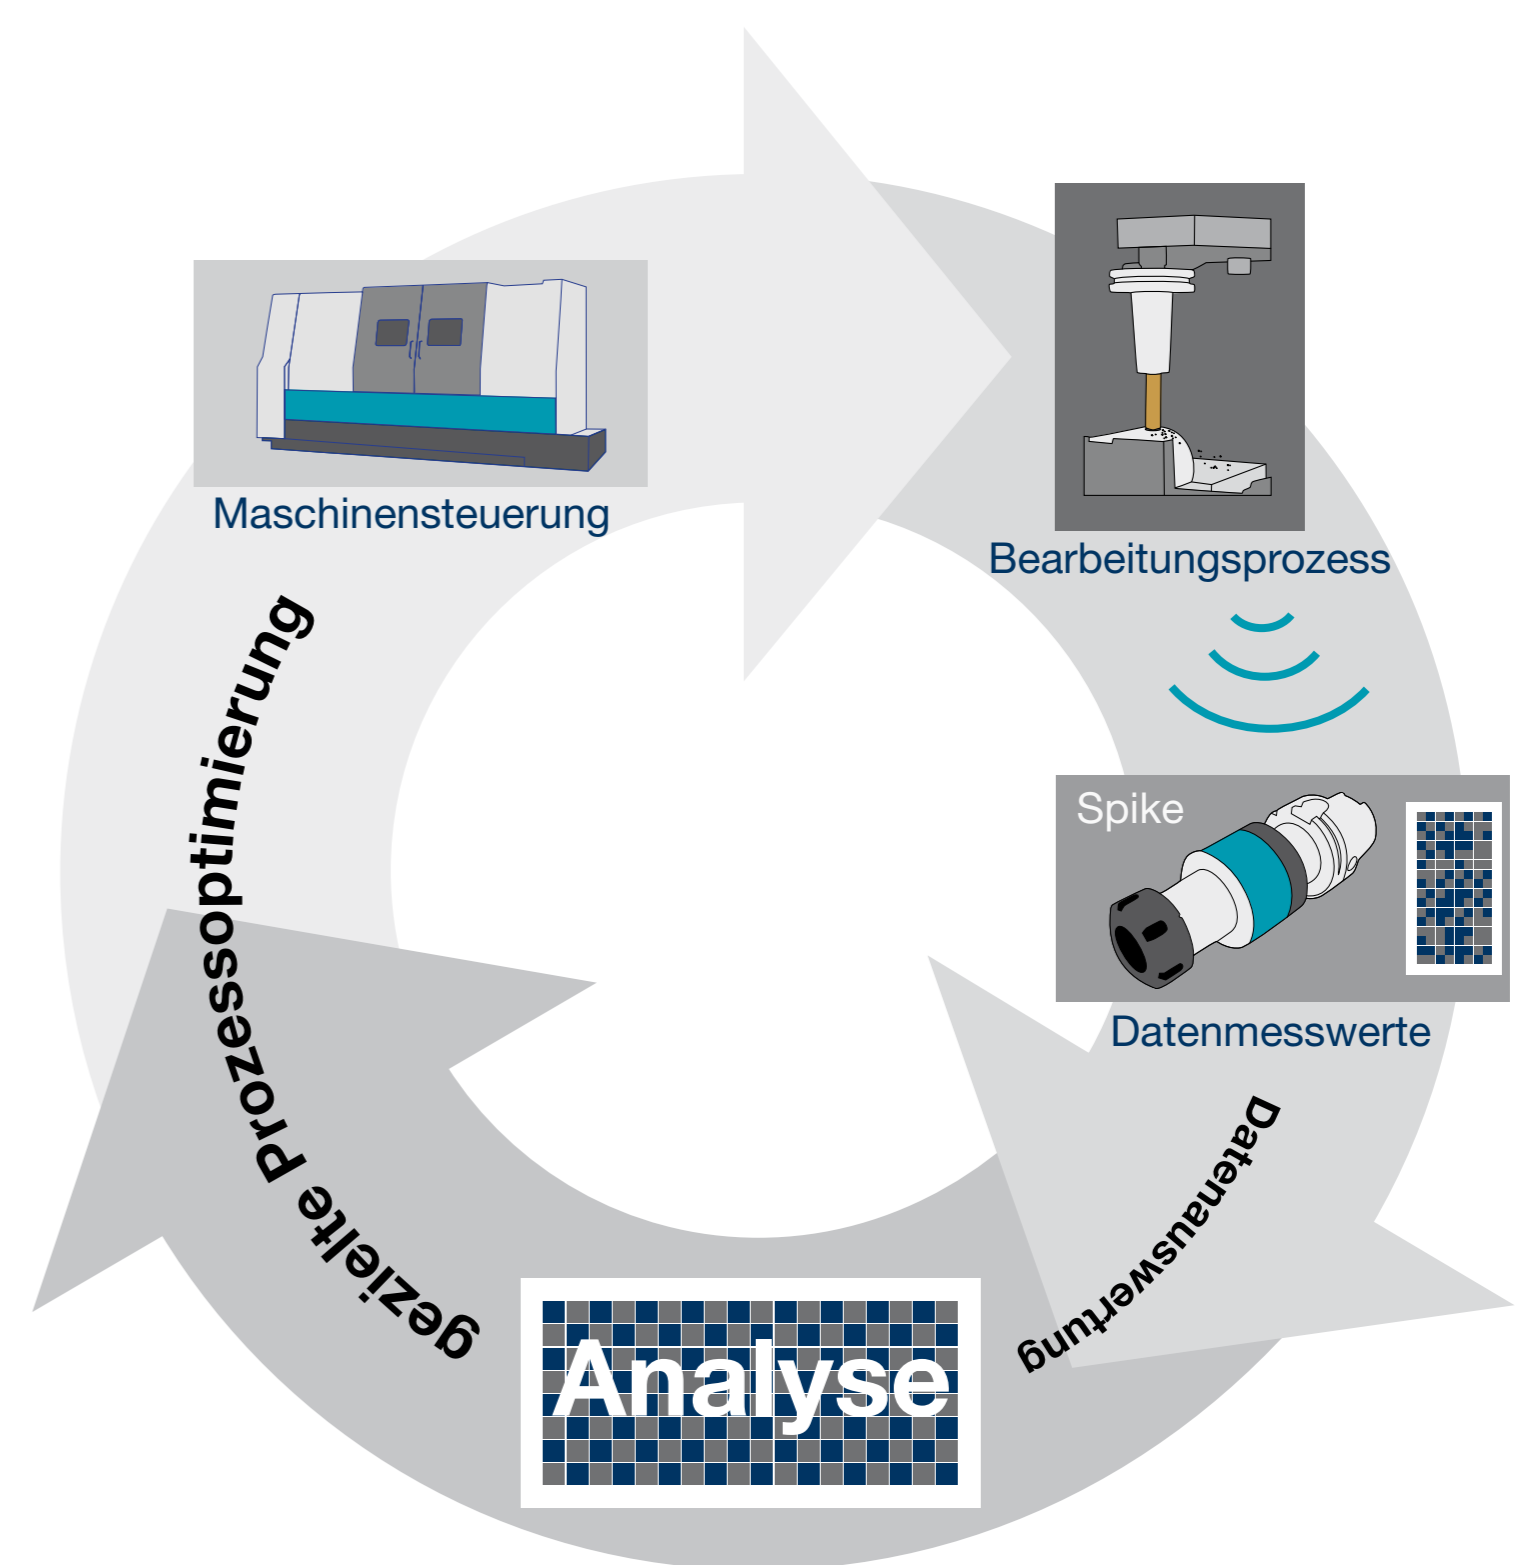 Maschinensteuerung
Bearbeitungsprozess
Spike
Datenmesswerte
Datenauswertung
Analyse
gezielte Prozessoptimierung